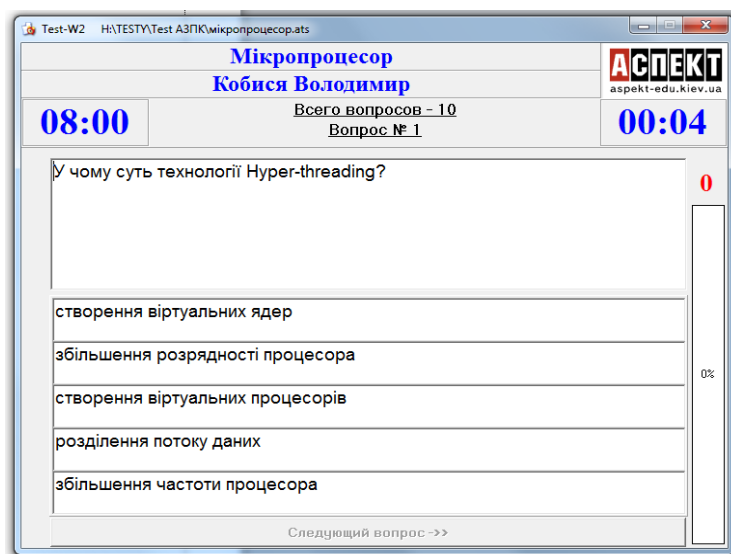 Test-W2 H:\TESTY\Test АЗПК\мікропроцесор.ats
Мікропроцесор
Кобися Володимир
АСПЕКТ
aspekt-edu.kiev.ua
08:00
Всего вопросов - 10
Вопрос № 1
00:04
У чому суть технології Hyper-threading?
0
створення віртуальних ядер
збільшення розрядності процесора
створення віртуальних процесорів
0%
розділення потоку даних
збільшення частоти процесора
Следующий вопрос->>